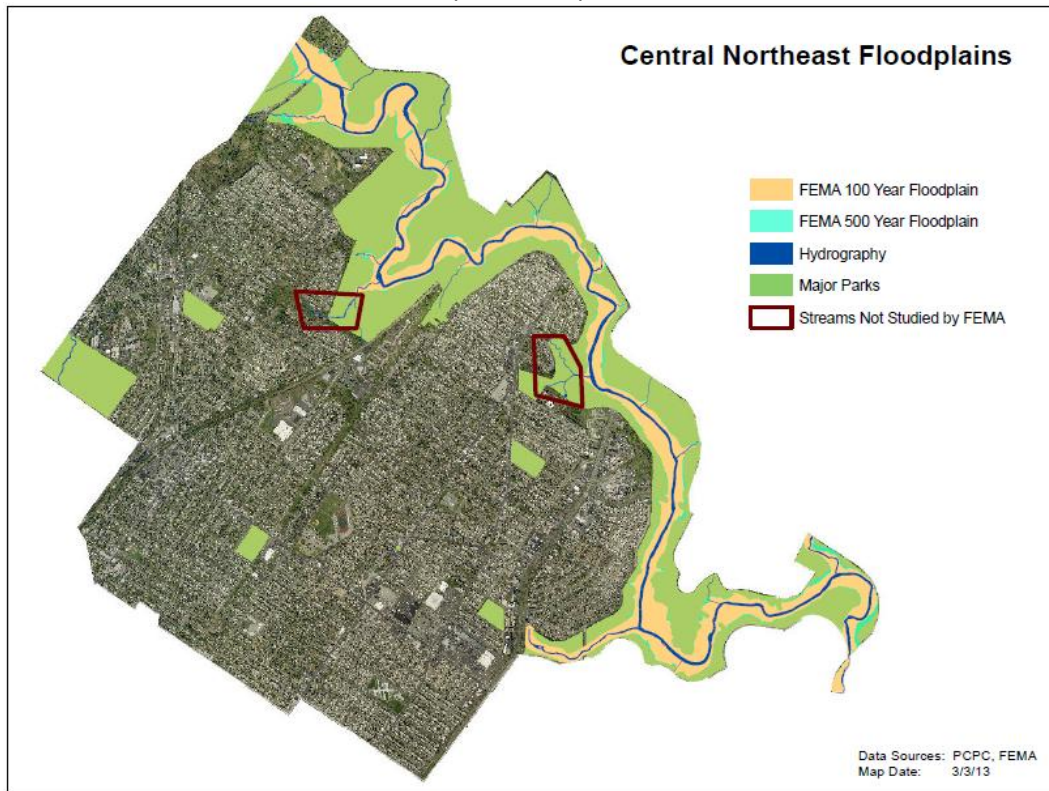 Central Northeast Floodplains
FEMA 100 Year Floodplain
FEMA 500 Year Floodplain
Hydrography
Major Parks
Streams Not Studied by FEMA
Data Sources: PCPC, FEMA
Map Date: 3/3/13